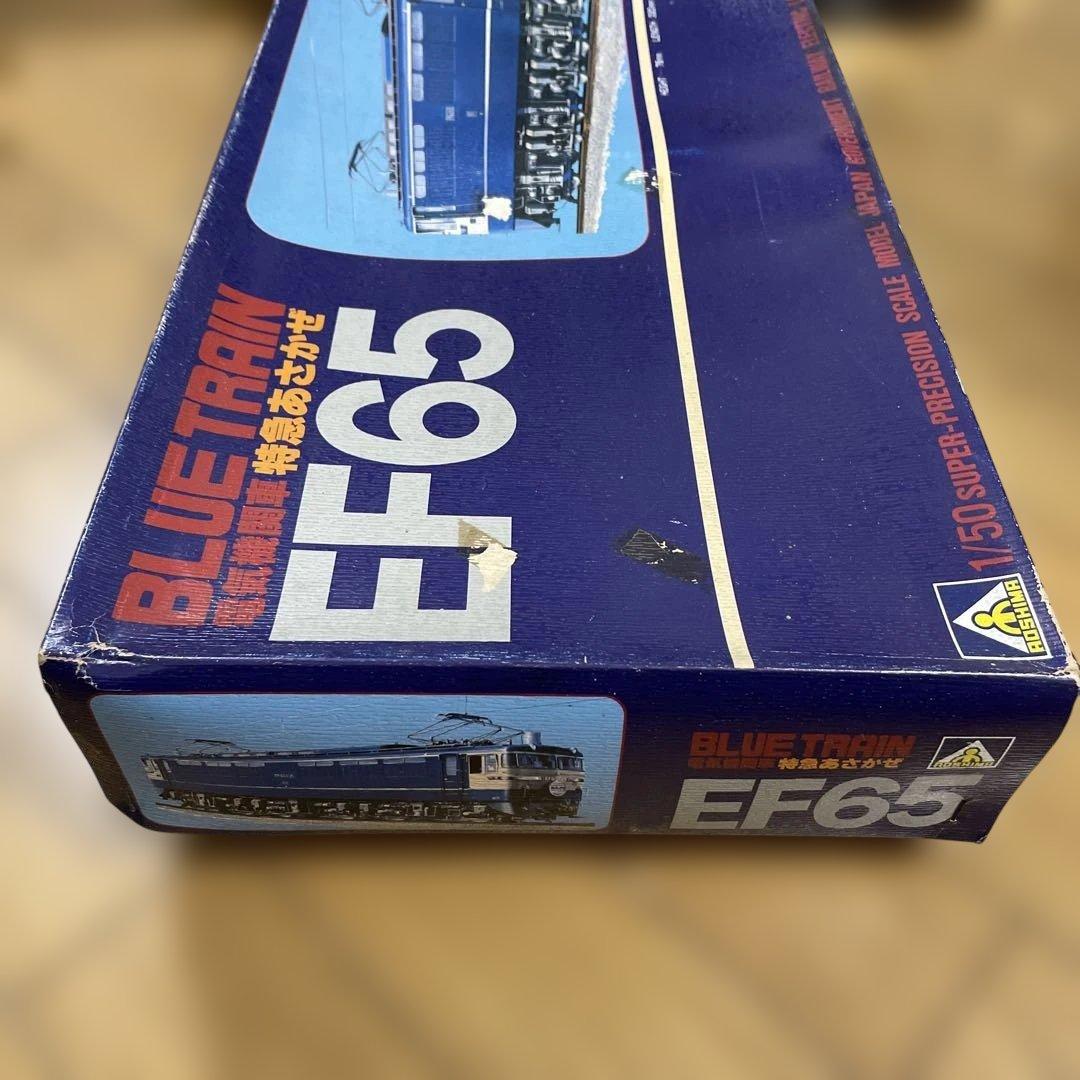 BLUE TRAIN
電気機関車 特急あさかぜ
EF65
1/50 SUPER-PRECISION SCALE MODEL JAPAN GOVERNMENT RAILWAY ELECTRIC
AOSHIMA
BLUE TRAIN
電気機関車 特急あさかぜ
EF65
AOSHIMA